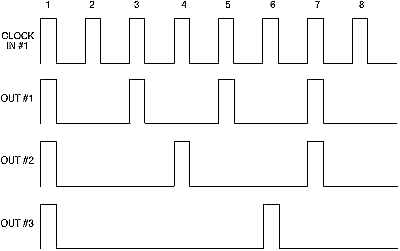 1 2 3 4 5 6 7 8
CLOCK
IN #1
OUT #1
OUT #2
OUT #3